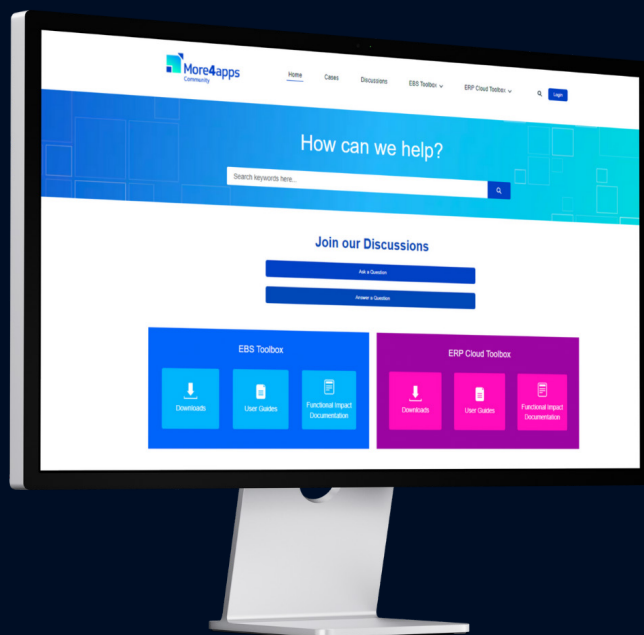 More4apps
Community
Home
Cases
Discussions
EBS Toolbox
ERP Cloud Toolbox
Login
How can we help?
Search keywords here...
Join our Discussions
Ask a Question
Answer a Question
EBS Toolbox
Downloads
User Guides
Functional Impact
Documentation
ERP Cloud Toolbox
Downloads
User Guides
Functional Impact
Documentation